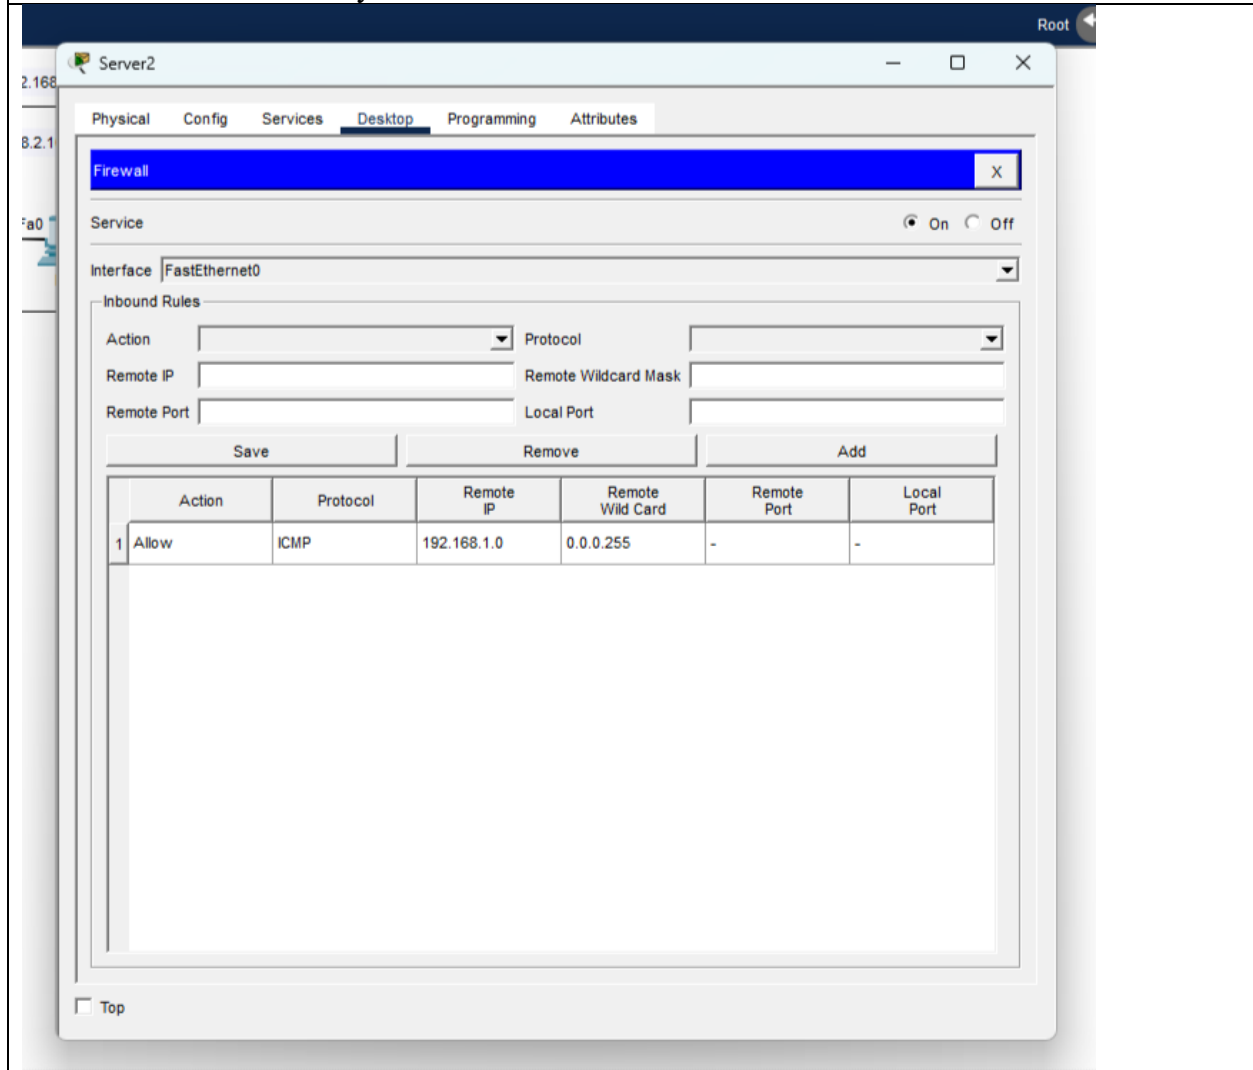 Root
Server2
2.168
Physical Config Services Desktop Programming Attributes
8.2.1
Firewall X
Fa0
Service On Off
Interface FastEthernet0
Inbound Rules
Action Protocol
Remote IP Remote Wildcard Mask
Remote Port Local Port
Save Remove Add
Action Protocol Remote IP Remote Wild Card Remote Port Local Port
1 Allow ICMP 192.168.1.0 0.0.0.255 - -
Top